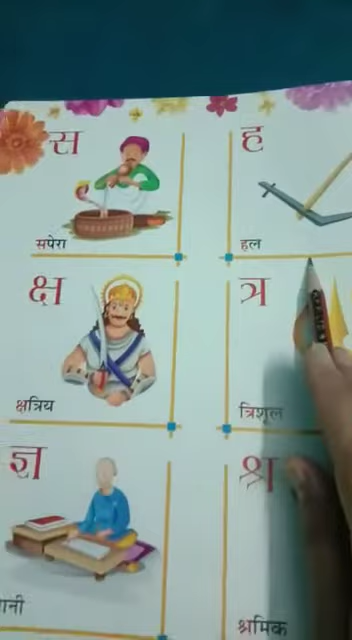 स
ह
सपेरा
हल
क्ष
त्र
क्षत्रिय
त्रिशूल
ज्ञ
श्र
श्रमिक